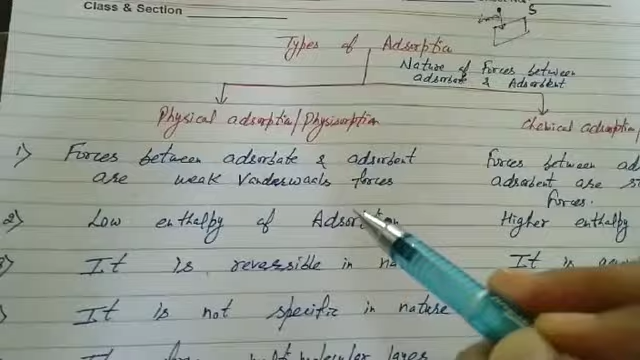 Class & Section
S
Types of Adsorption
Nature of Forces between
adsorbate & Adsorbent
Physical adsorption/Physisorption
Chemical adsorption/
1) Forces between adsorbate & adsorbent
are weak Vanderwaals forces
Forces between ad
adsorbent are s
forces.
2) Low enthalpy of Adsorption
Higher enthalpy
It is reversible in na
It is
It is not specific in nature
It
layer